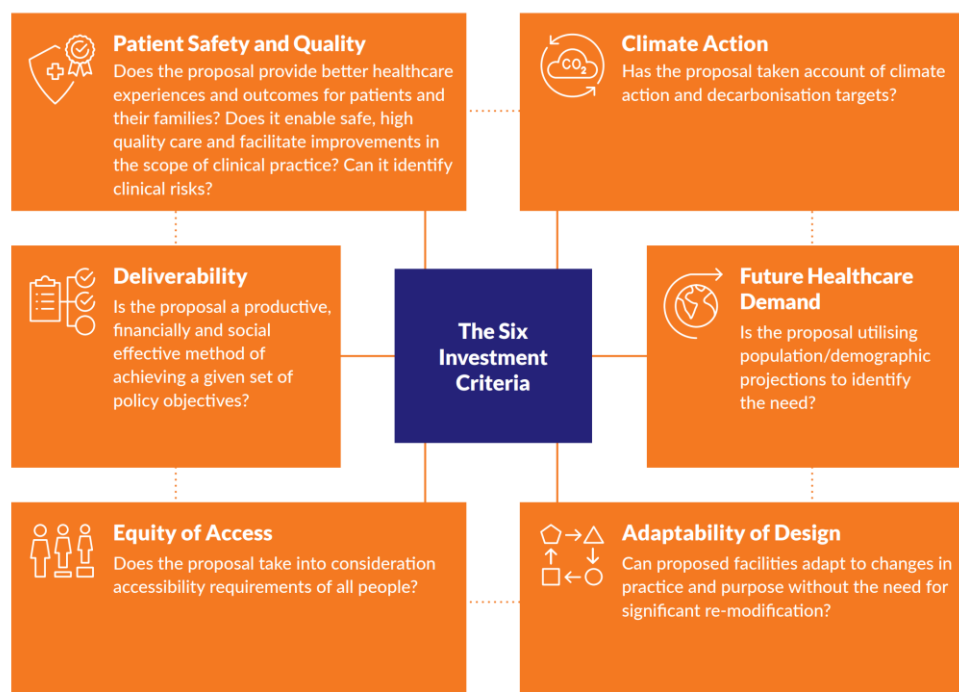 Patient Safety and Quality
Does the proposal provide better healthcare
experiences and outcomes for patients and
their families? Does it enable safe, high
quality care and facilitate improvements in
the scope of clinical practice? Can it identify
clinical risks?
Climate Action
Has the proposal taken account of climate
action and decarbonisation targets?
CO₂
Deliverability
Is the proposal a productive,
financially and social
effective method of
achieving a given set of
policy objectives?
The Six
Investment
Criteria
Future Healthcare
Demand
Is the proposal utilising
population/demographic
projections to identify
the need?
Equity of Access
Does the proposal take into consideration
accessibility requirements of all people?
Adaptability of Design
Can proposed facilities adapt to changes in
practice and purpose without the need for
significant re-modification?